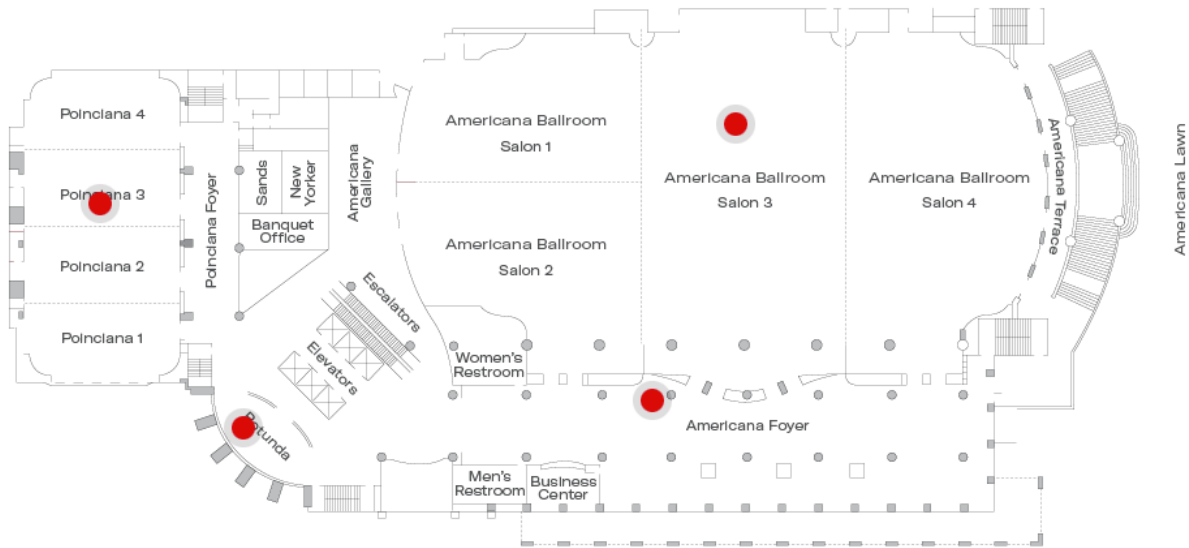 Poinciana 4
Poinciana 3
Poinciana 2
Poinciana 1
Poinciana Foyer
Sands
New
Yorker
Banquet
Office
Americana
Gallery
Escalators
Elevators
Rotunda
Americana Ballroom
Salon 1
Americana Ballroom
Salon 2
Americana Ballroom
Salon 3
Americana Ballroom
Salon 4
Americana Terrace
Americana Lawn
Women's
Restroom
Americana Foyer
Men's
Restroom
Business
Center